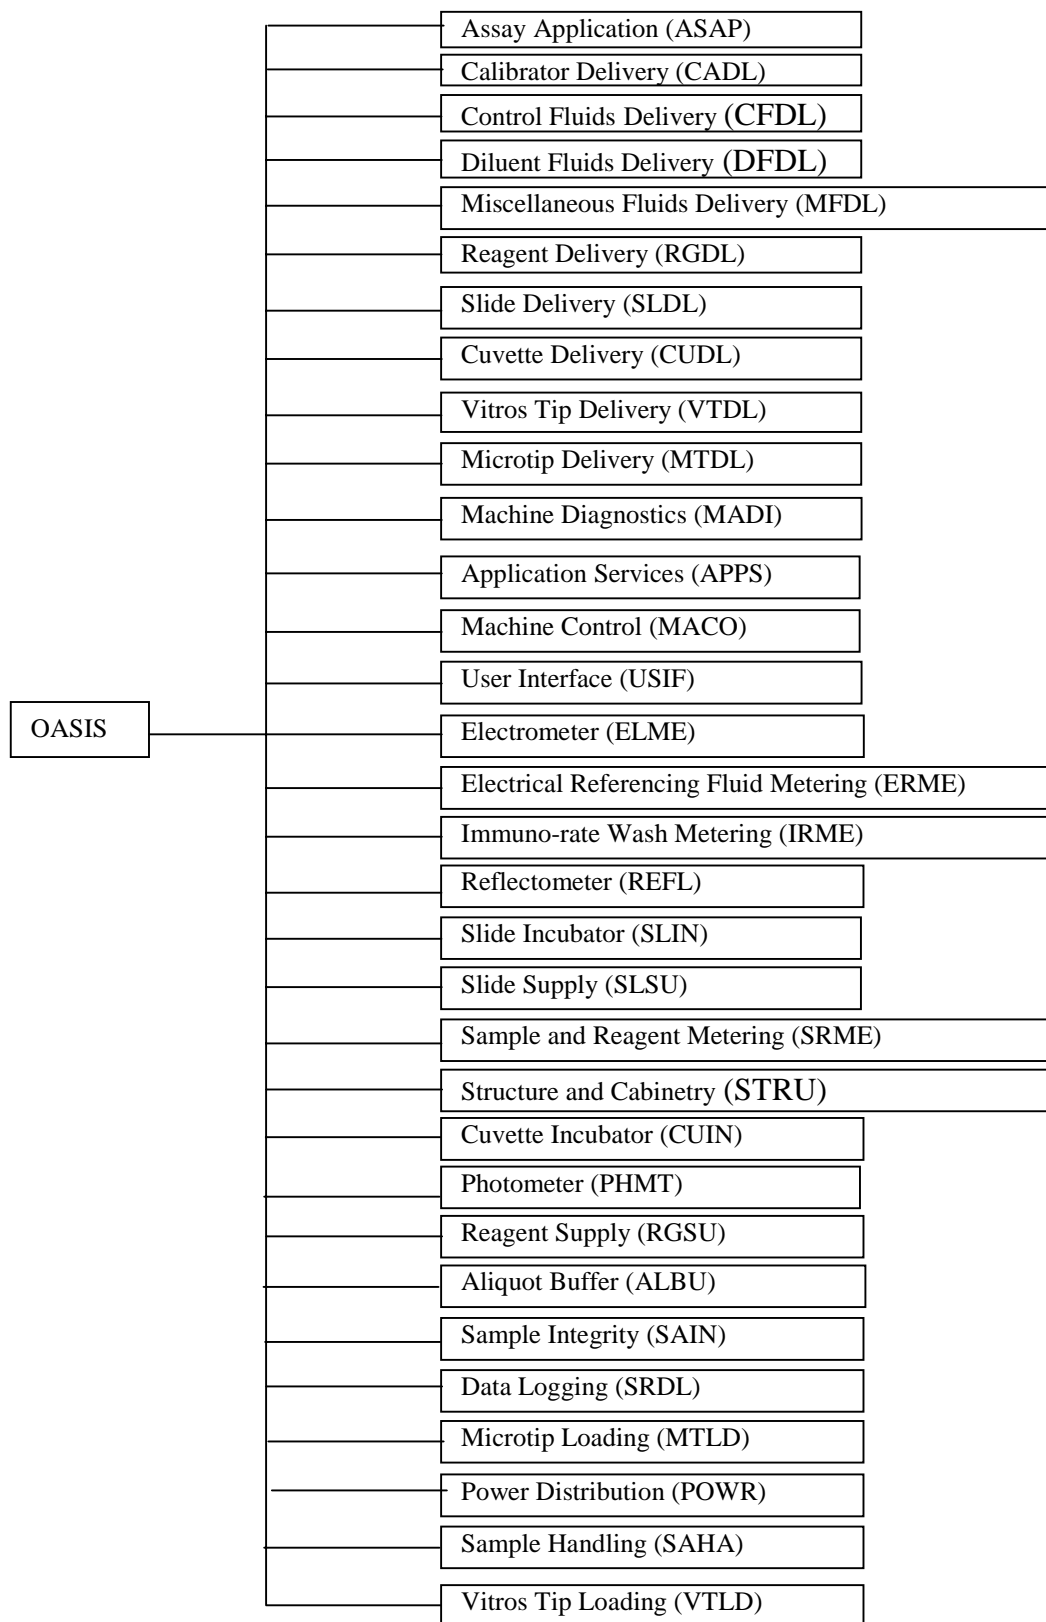 Assay Application (ASAP)
Calibrator Delivery (CADL)
Control Fluids Delivery (CFDL)
Diluent Fluids Delivery (DFDL)
Miscellaneous Fluids Delivery (MFDL)
Reagent Delivery (RGDL)
Slide Delivery (SLDL)
Cuvette Delivery (CUDL)
Vitros Tip Delivery (VTDL)
Microtip Delivery (MTDL)
Machine Diagnostics (MADI)
Application Services (APPS)
Machine Control (MACO)
User Interface (USIF)
OASIS
Electrometer (ELME)
Electrical Referencing Fluid Metering (ERME)
Immuno-rate Wash Metering (IRME)
Reflectometer (REFL)
Slide Incubator (SLIN)
Slide Supply (SLSU)
Sample and Reagent Metering (SRME)
Structure and Cabinetry (STRU)
Cuvette Incubator (CUIN)
Photometer (PHMT)
Reagent Supply (RGSU)
Aliquot Buffer (ALBU)
Sample Integrity (SAIN)
Data Logging (SRDL)
Microtip Loading (MTLD)
Power Distribution (POWR)
Sample Handling (SAHA)
Vitros Tip Loading (VTLD)